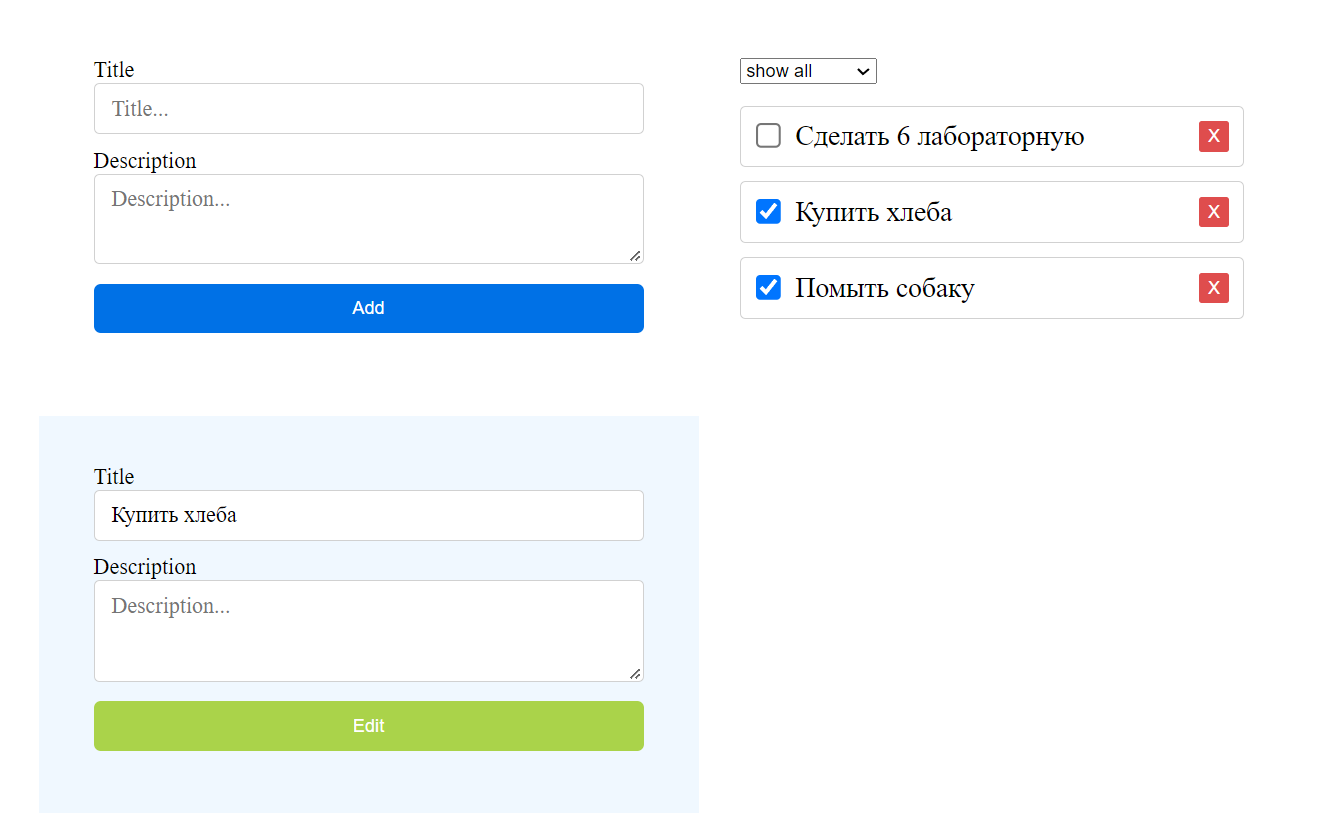 Title
Title...
Description
Description...
Add
show all
Сделать 6 лабораторную X
Купить хлеба X
Помыть собаку X
Title
Купить хлеба
Description
Description...
Edit